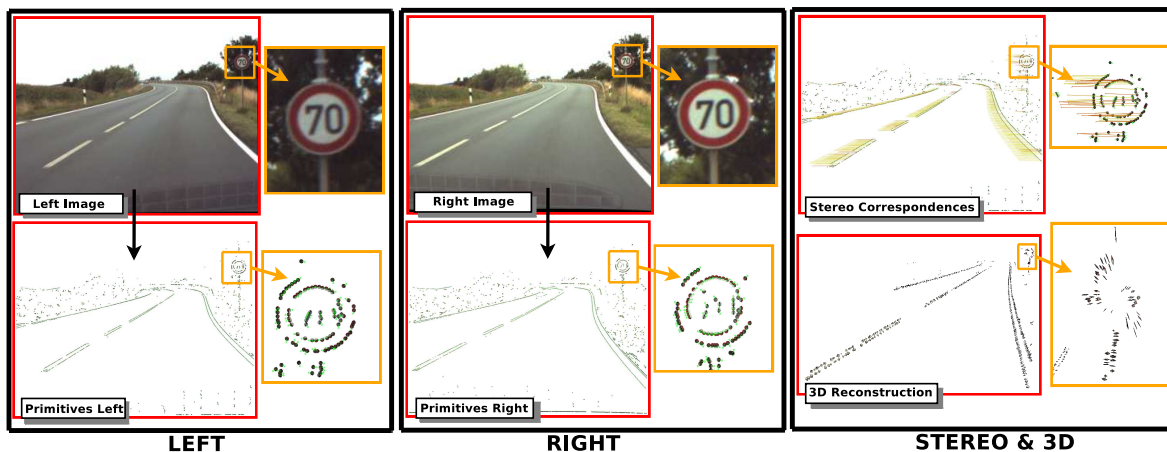 70
70
Left Image
Primitives Left
LEFT
70
70
Right Image
Primitives Right
RIGHT
Stereo Correspondences
3D Reconstruction
STEREO & 3D